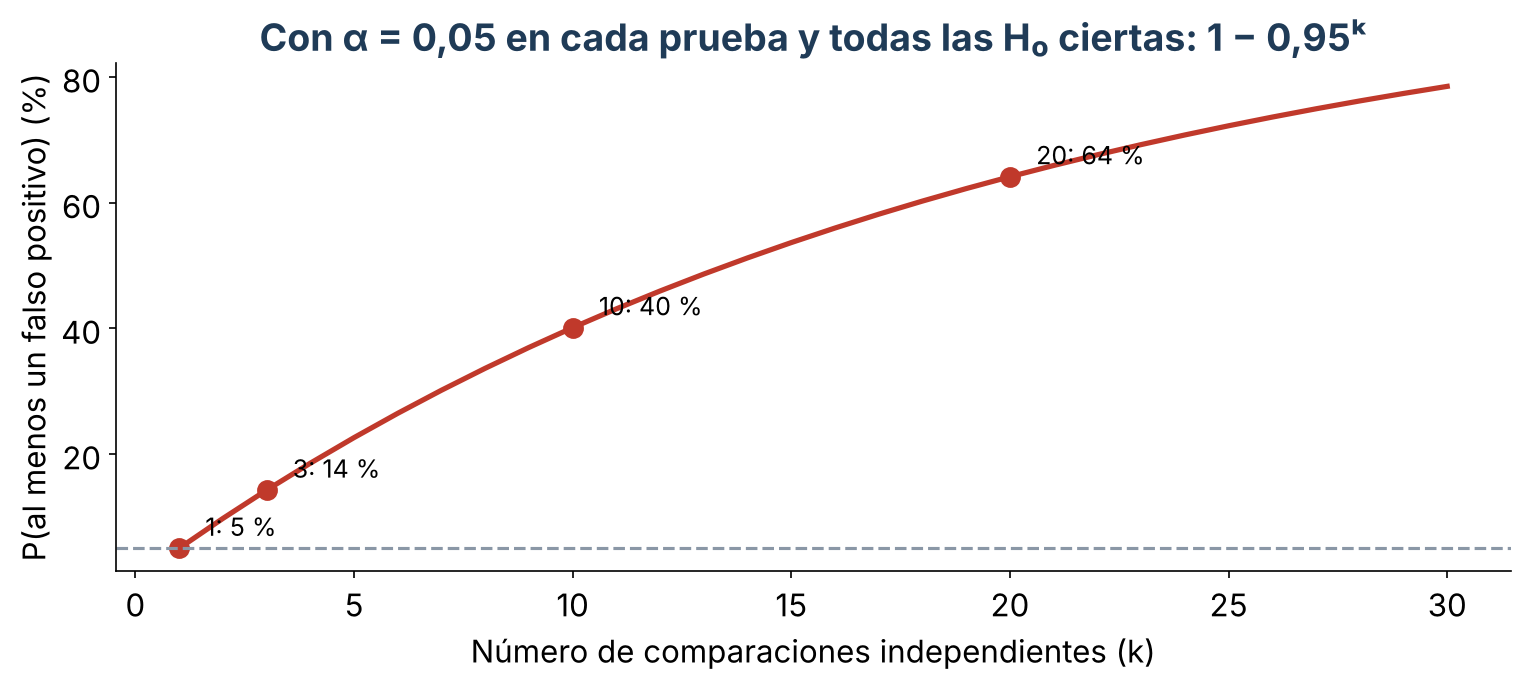 Con α = 0,05 en cada prueba y todas las H₀ ciertas: 1 − 0,95ᵏ
P(al menos un falso positivo) (%)
80
60
40
20
20: 64 %
10: 40 %
3: 14 %
1: 5 %
0 5 10 15 20 25 30
Número de comparaciones independientes (k)